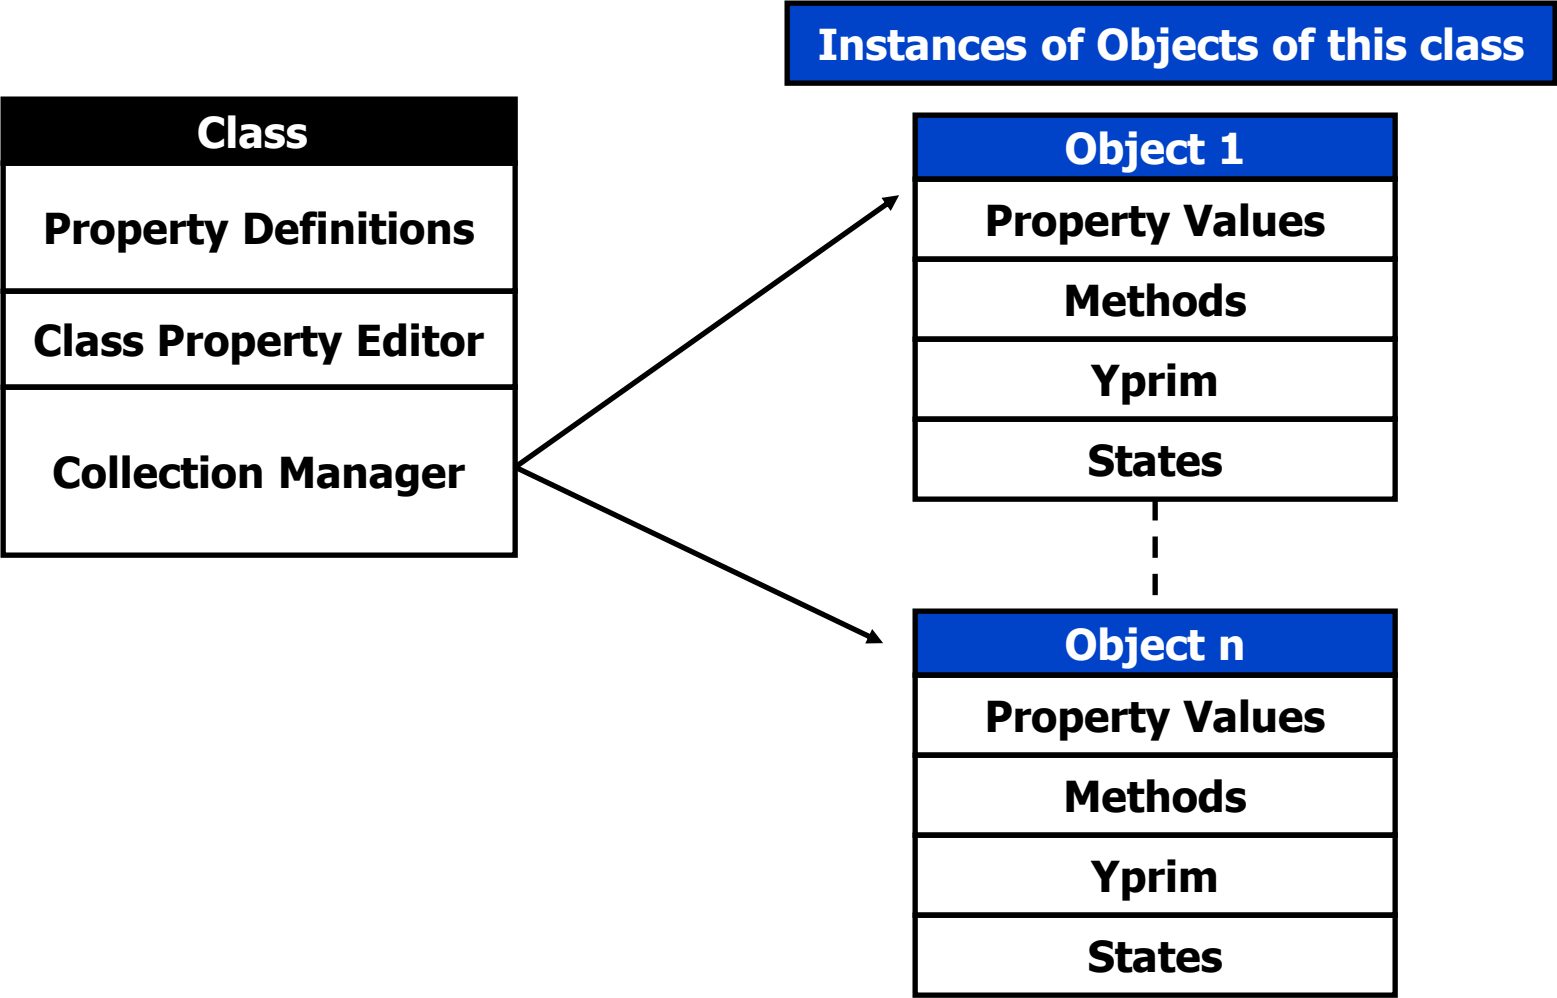 Instances of Objects of this class
Class
Property Definitions
Class Property Editor
Collection Manager
Object 1
Property Values
Methods
Yprim
States
Object n
Property Values
Methods
Yprim
States